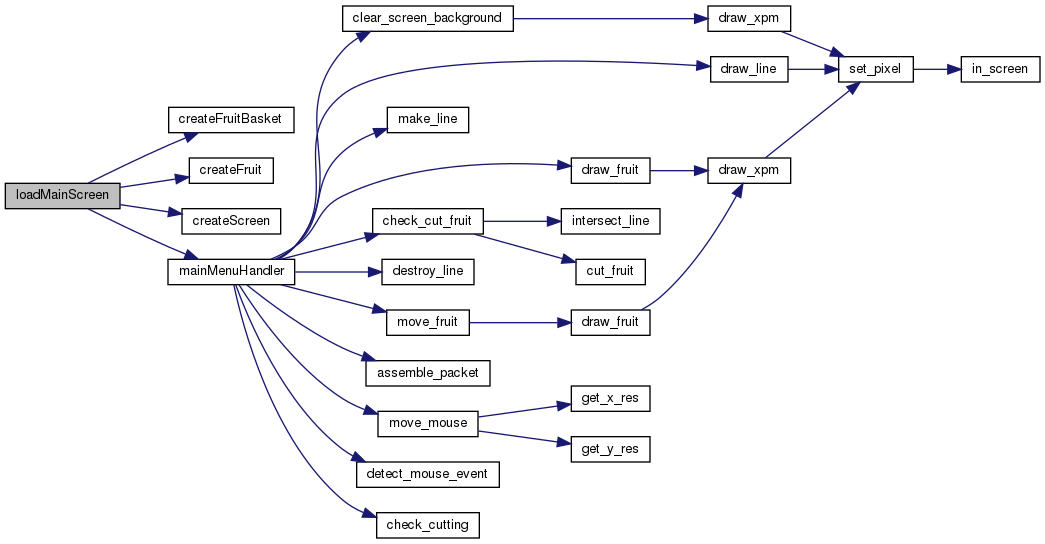 clear_screen_background
draw_xpm
draw_line
set_pixel
in_screen
createFruitBasket
make_line
createFruit
draw_fruit
draw_xpm
loadMainScreen
createScreen
check_cut_fruit
intersect_line
mainMenuHandler
destroy_line
cut_fruit
move_fruit
draw_fruit
assemble_packet
get_x_res
move_mouse
get_y_res
detect_mouse_event
check_cutting